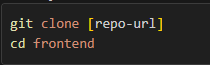 git clone [repo-url]
cd frontend